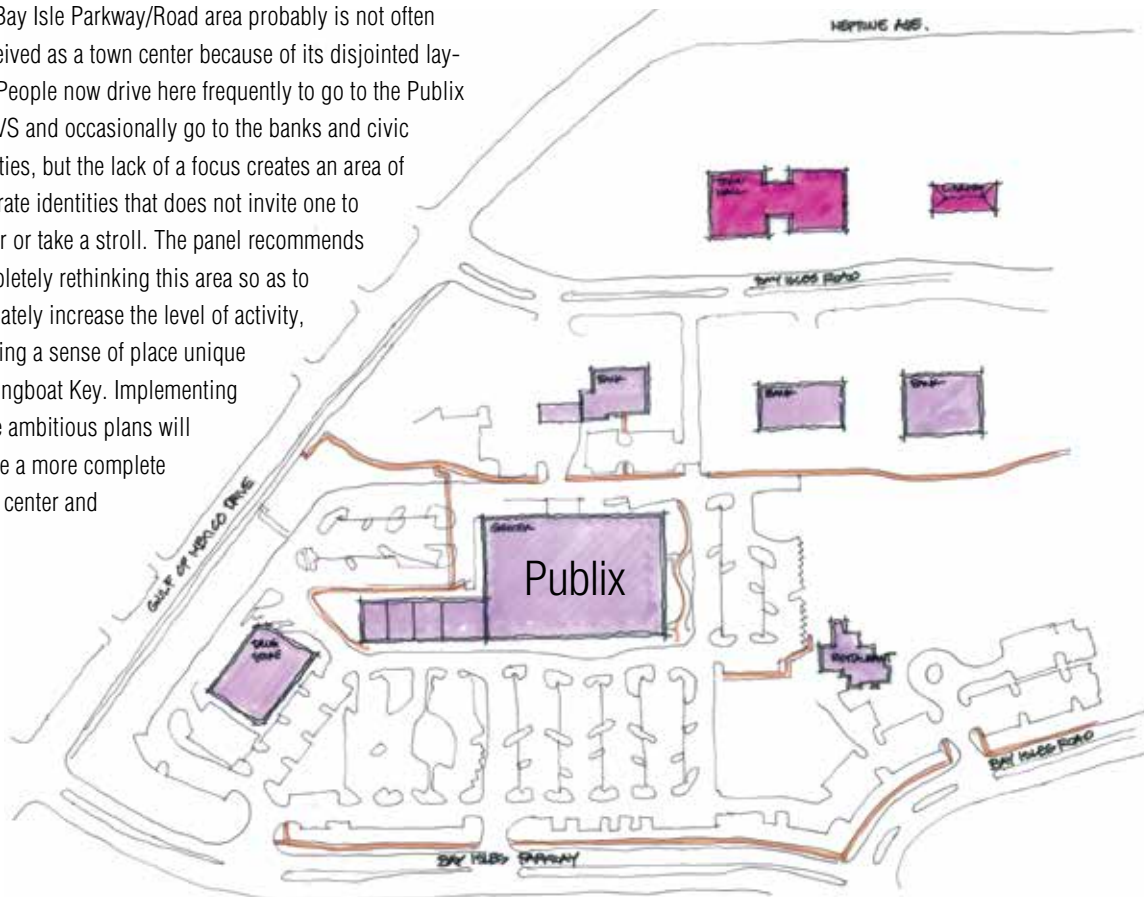 Bay Isle Parkway/Road area probably is not often
eived as a town center because of its disjointed lay-
People now drive here frequently to go to the Publix
VS and occasionally go to the banks and civic
ties, but the lack of a focus creates an area of
rate identities that does not invite one to
r or take a stroll. The panel recommends
pletely rethinking this area so as to
ately increase the level of activity,
ing a sense of place unique
ngboat Key. Implementing
e ambitious plans will
e a more complete
center and
NEPTUNE AVE.
TOWN
HALL
LIBRARY
BAY ISLES ROAD
BANK
BANK
BANK
GULF OF MEXICO DRIVE
Publix
DRUG
STORE
RESTAURANT
BAY ISLES ROAD
BAY ISLES PARKWAY